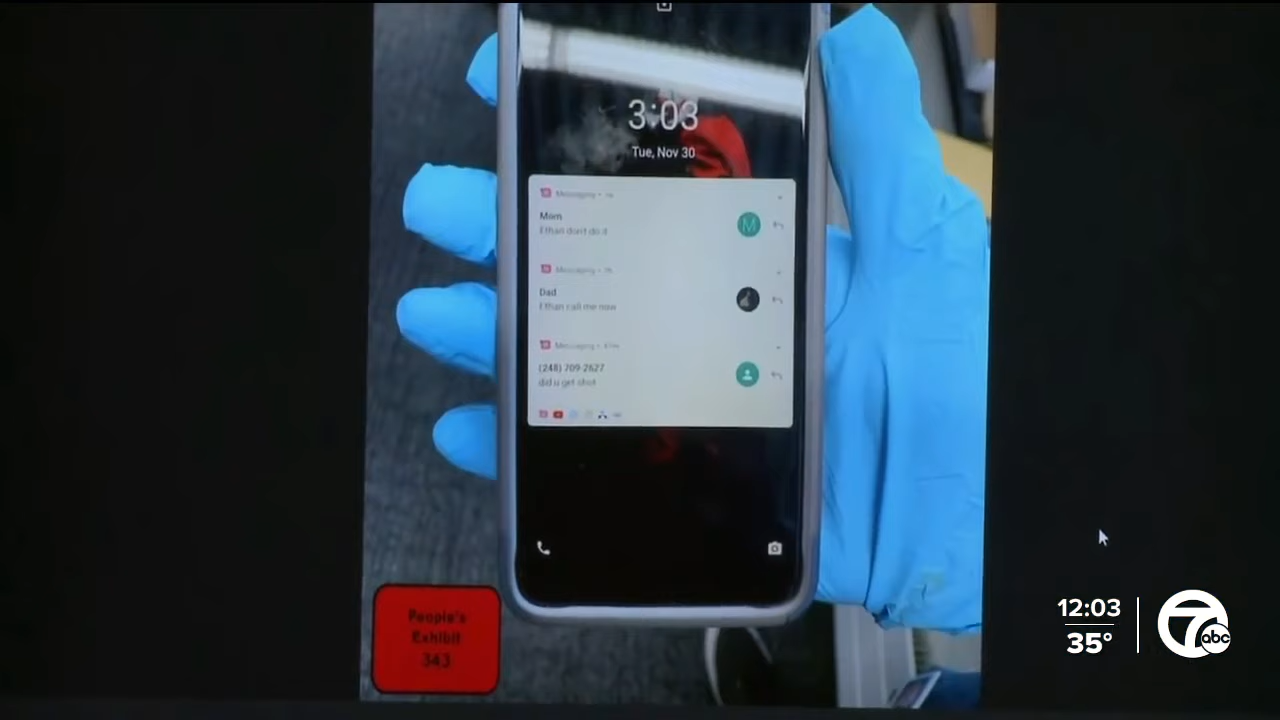 3:03
Tue, Nov 30
Messaging •
Mom
Ethan dont do it
M
Messaging •
Dad
Ethan call me now
Messaging •
(248) 709-2627
did u get shot
People's
Exhibit
343
12:03
35°
7
abc